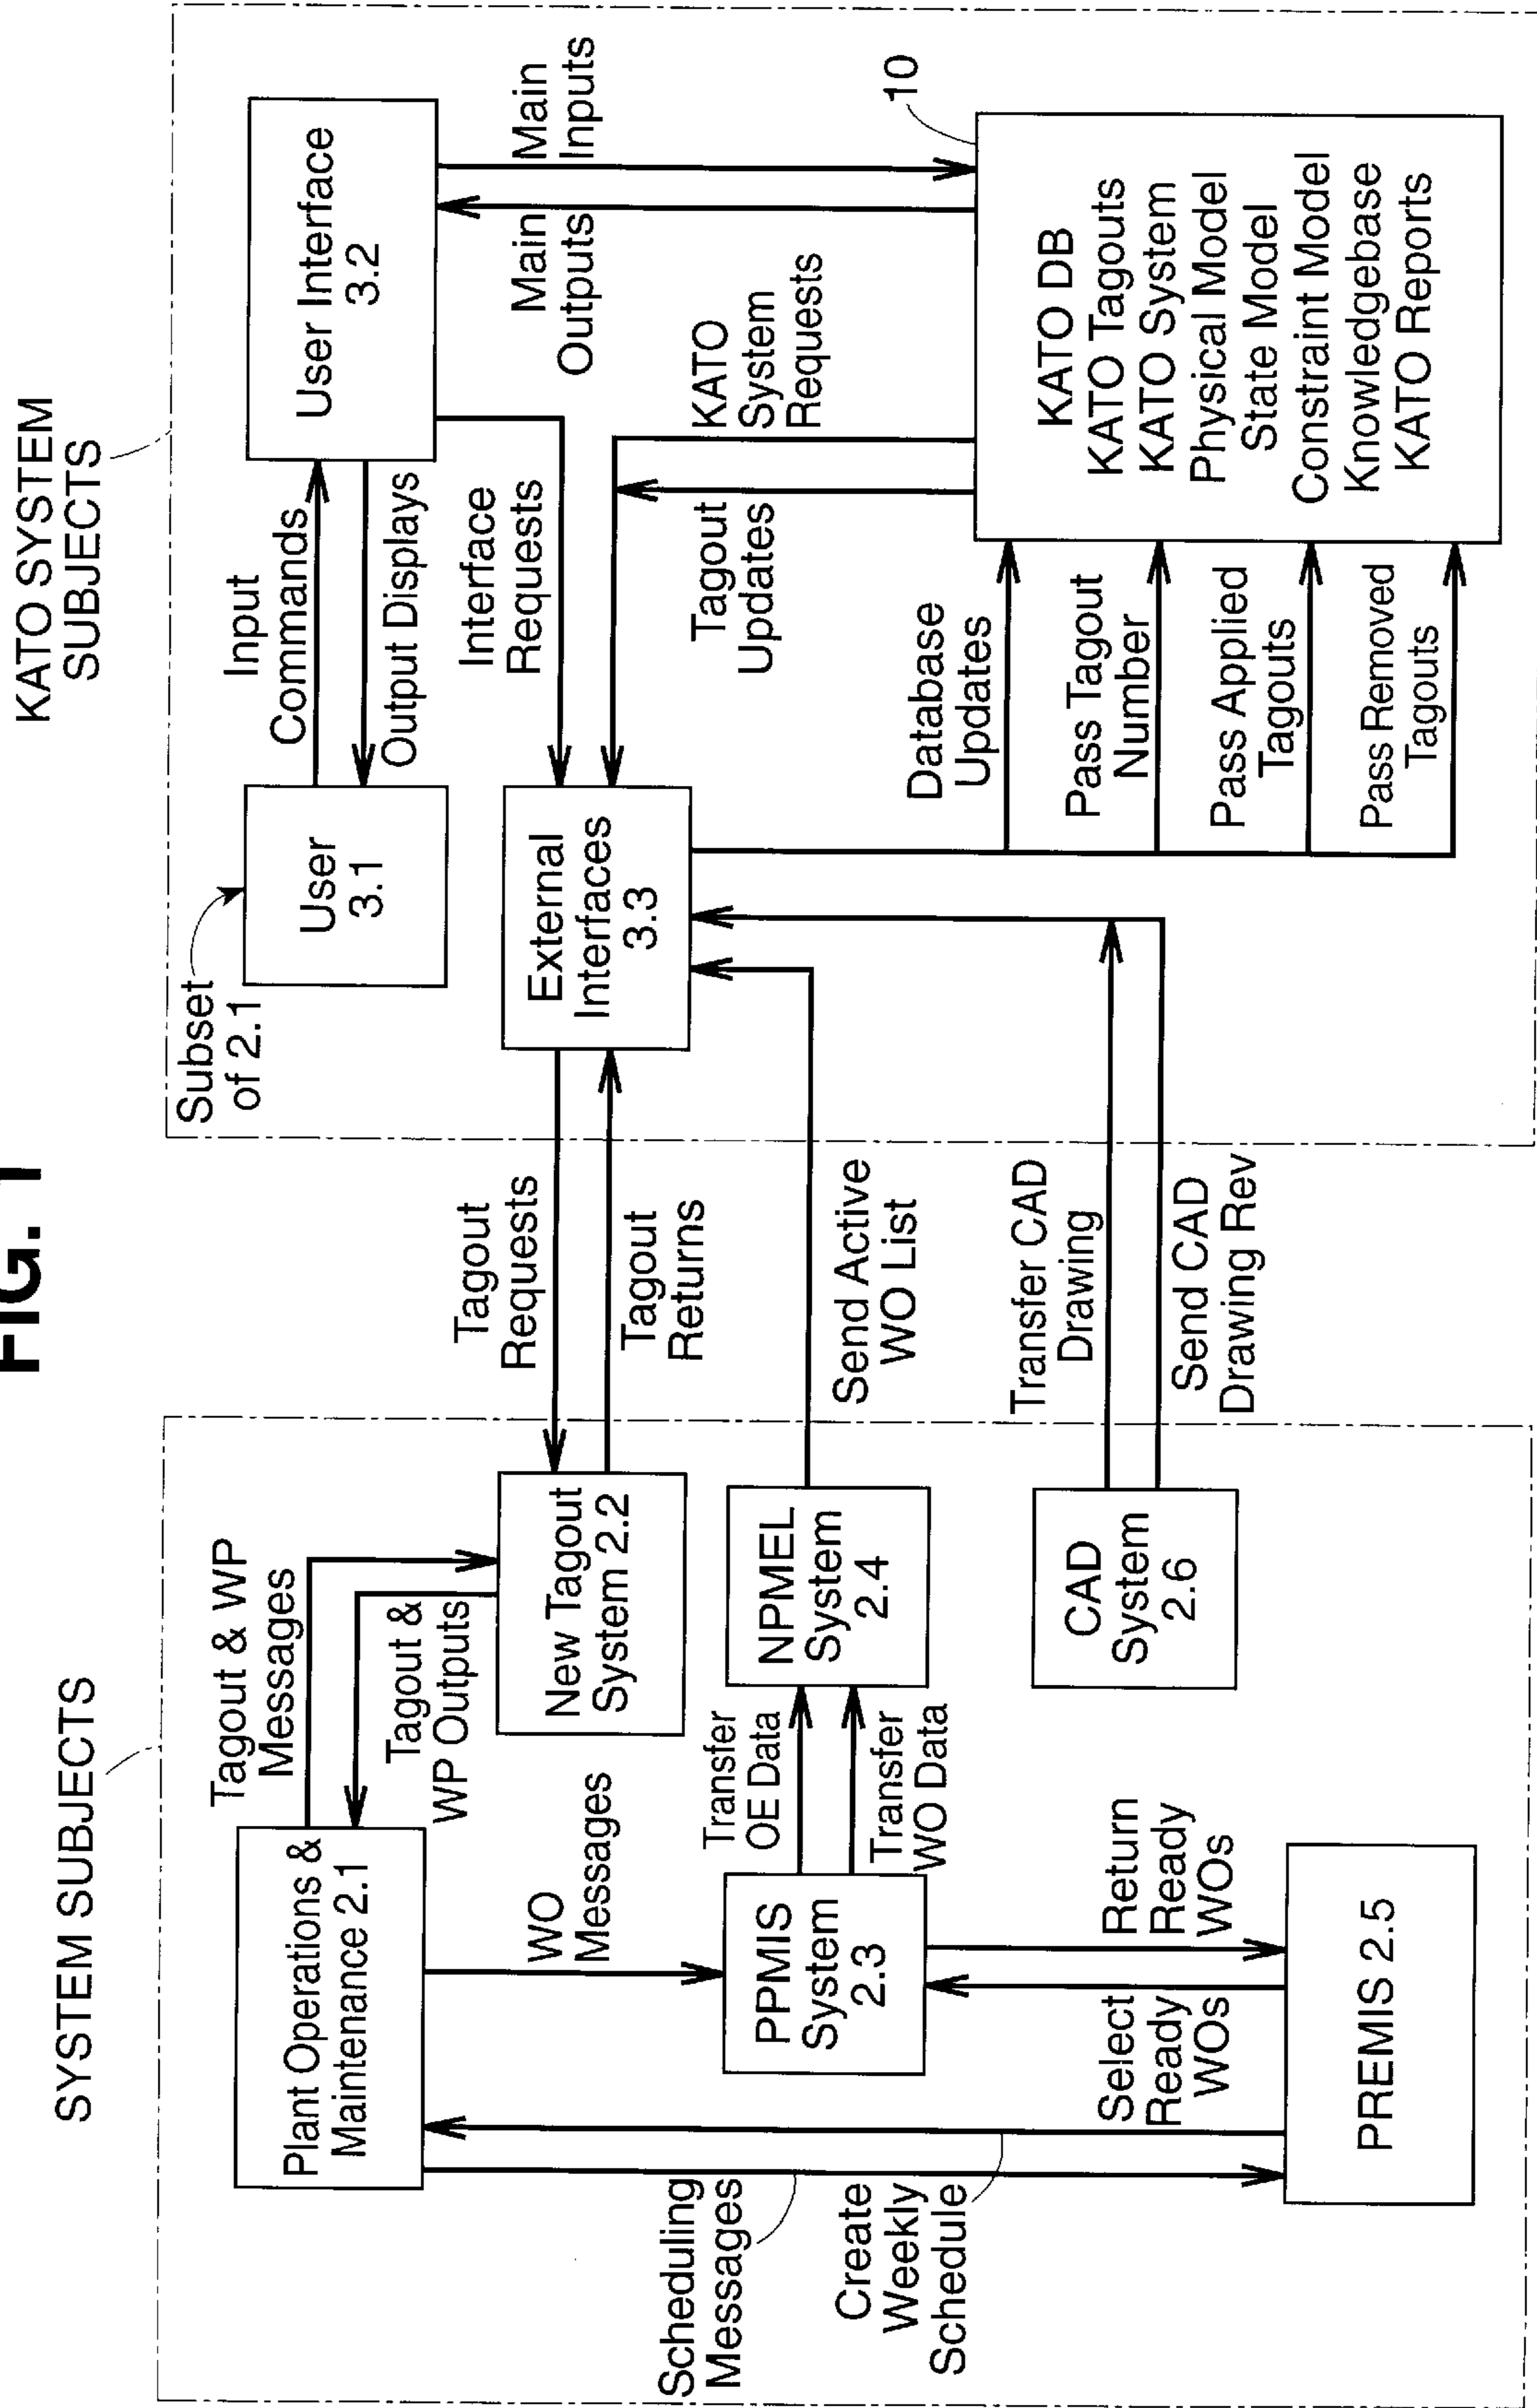 FIG. 1
SYSTEM SUBJECTS
Plant Operations &
Maintenance 2.1
Tagout & WP
Messages
Tagout &
WP Outputs
New Tagout
System 2.2
Scheduling
Messages
Create
Weekly
Schedule
WO
Messages
PPMIS
System
2.3
Transfer
OE Data
Transfer
WO Data
NPMEL
System
2.4
Select
Ready
WOs
Return
Ready
WOs
PREMIS 2.5
CAD
System
2.6
Tagout
Requests
Tagout
Returns
Send Active
WO List
Transfer CAD
Drawing
Send CAD
Drawing Rev
KATO SYSTEM
SUBJECTS
Subset
of 2.1
User
3.1
Input
Commands
Output Displays
User Interface
3.2
External
Interfaces
3.3
Interface
Requests
Main
Inputs
Main
Outputs
KATO
System
Requests
Tagout
Updates
Database
Updates
Pass Tagout
Number
Pass Applied
Tagouts
Pass Removed
Tagouts
10
KATO DB
KATO Tagouts
KATO System
Physical Model
State Model
Constraint Model
Knowledgebase
KATO Reports